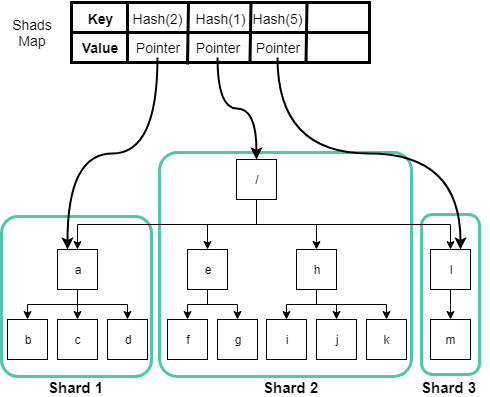 Shads
Map
Key Hash(2) Hash(1) Hash(5)
Value Pointer Pointer Pointer
/
a e h l
b c d f g i j k m
Shard 1 Shard 2 Shard 3